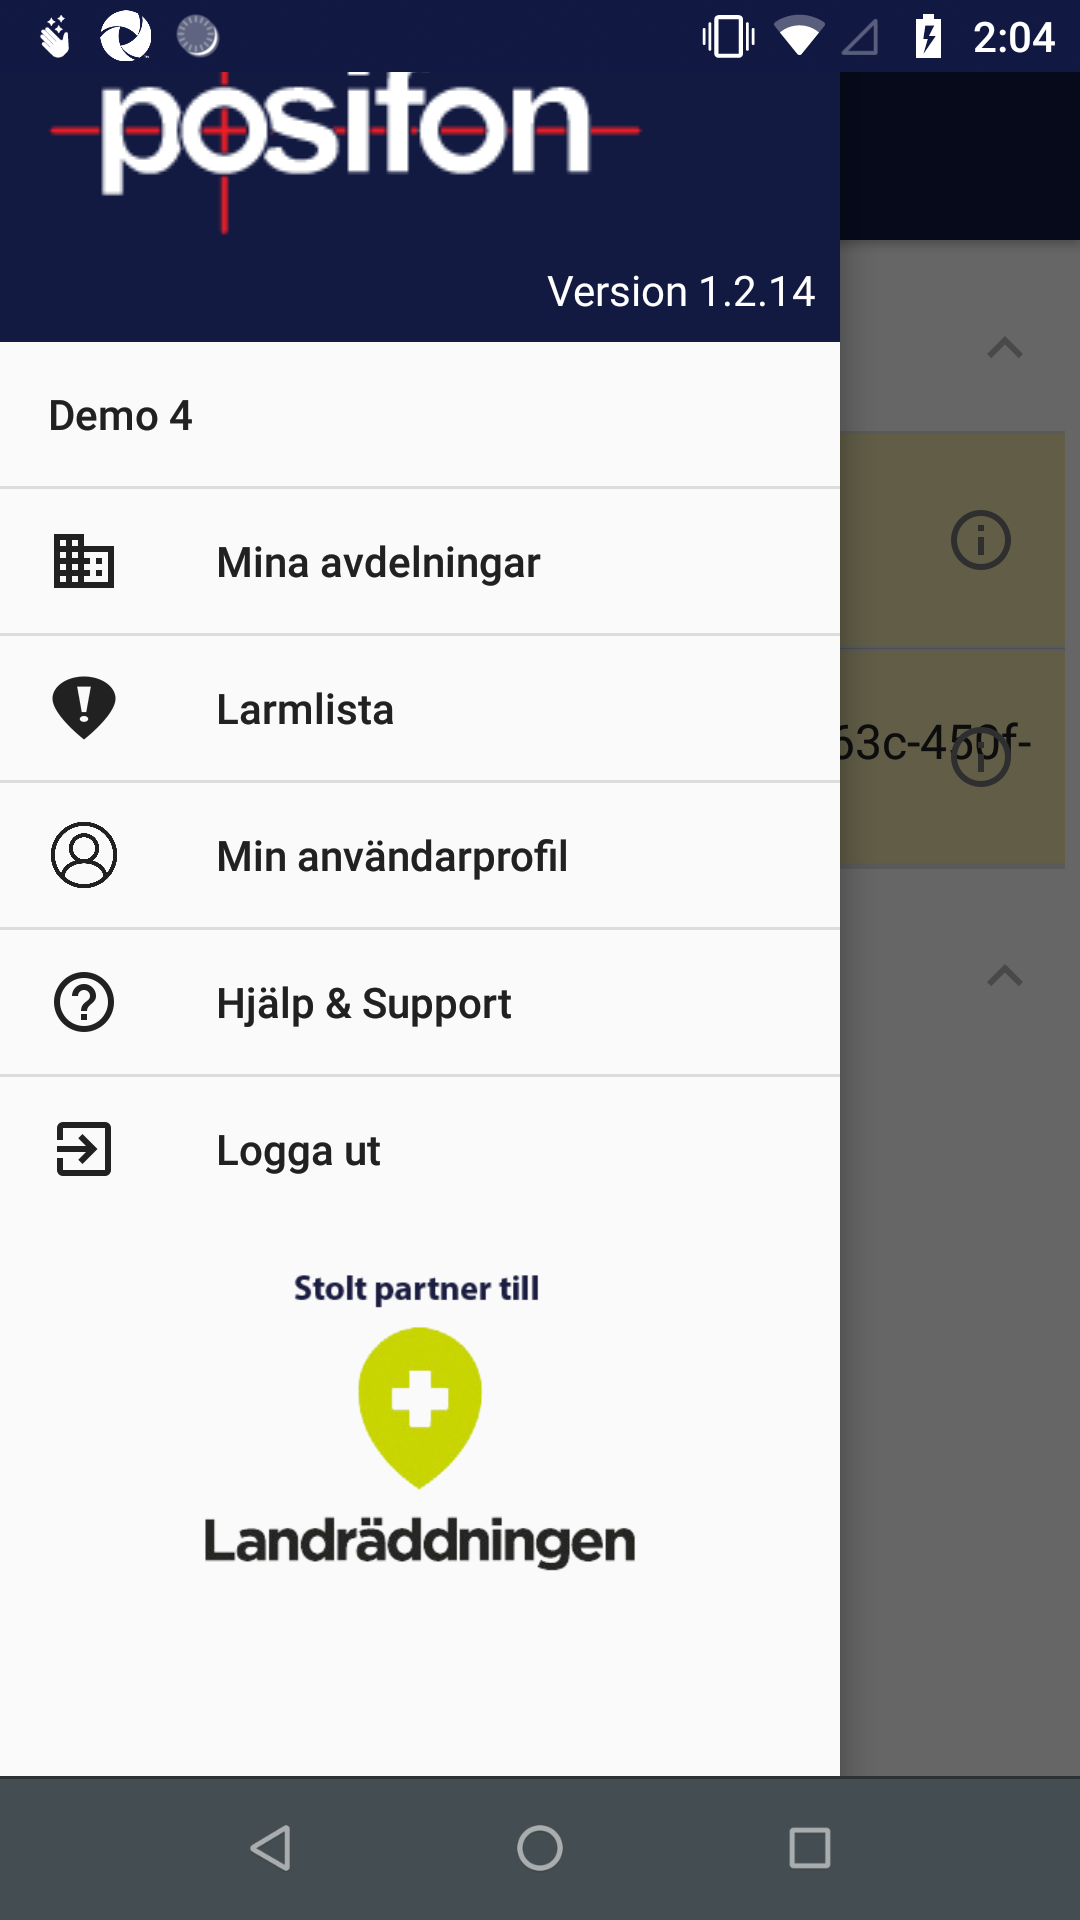 2:04
positon
Version 1.2.14
Demo 4
Mina avdelningar
Larmlista
63c-450f-
Min användarprofil
Hjälp & Support
Logga ut
Stolt partner till
Landräddningen